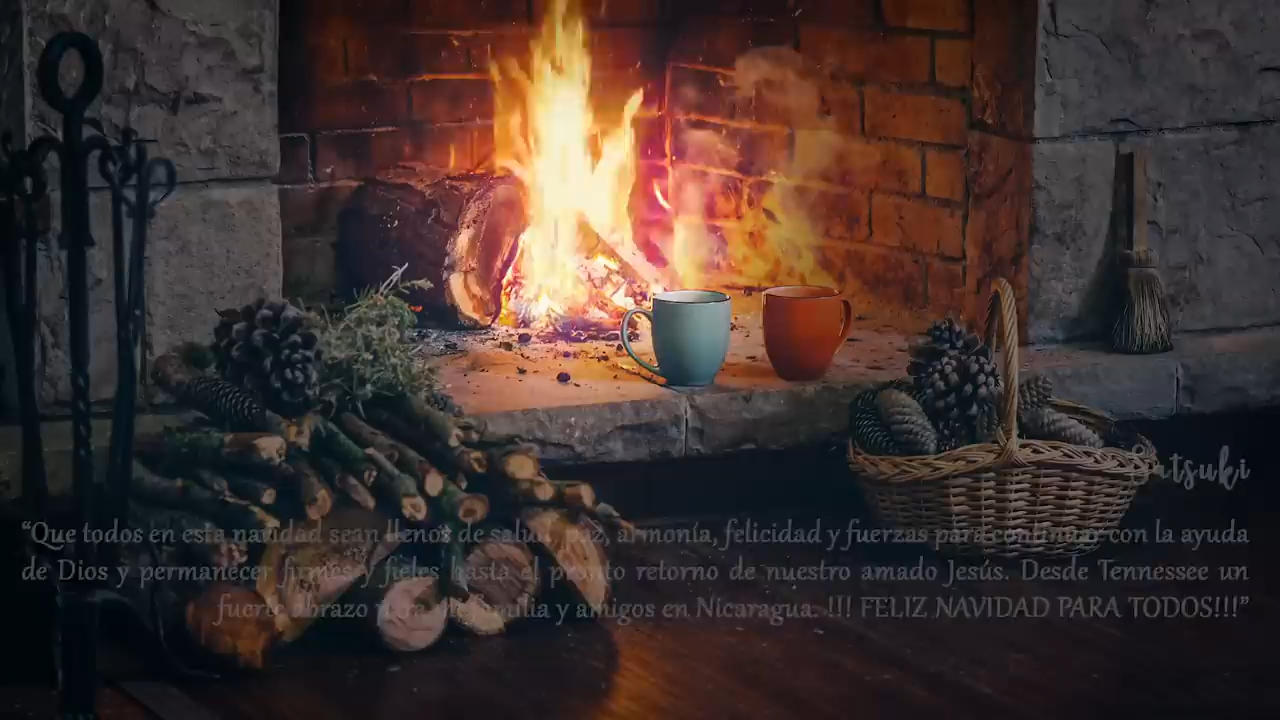 atsuki
“Que todos en esta navidad sean llenos de salud, paz, armonía, felicidad y fuerzas para continuar con la ayuda
de Dios y permanecer firmes y fieles hasta el pronto retorno de nuestro amado Jesús. Desde Tennessee un
fuerte abrazo para mi familia y amigos en Nicaragua. !!! FELIZ NAVIDAD PARA TODOS!!!”